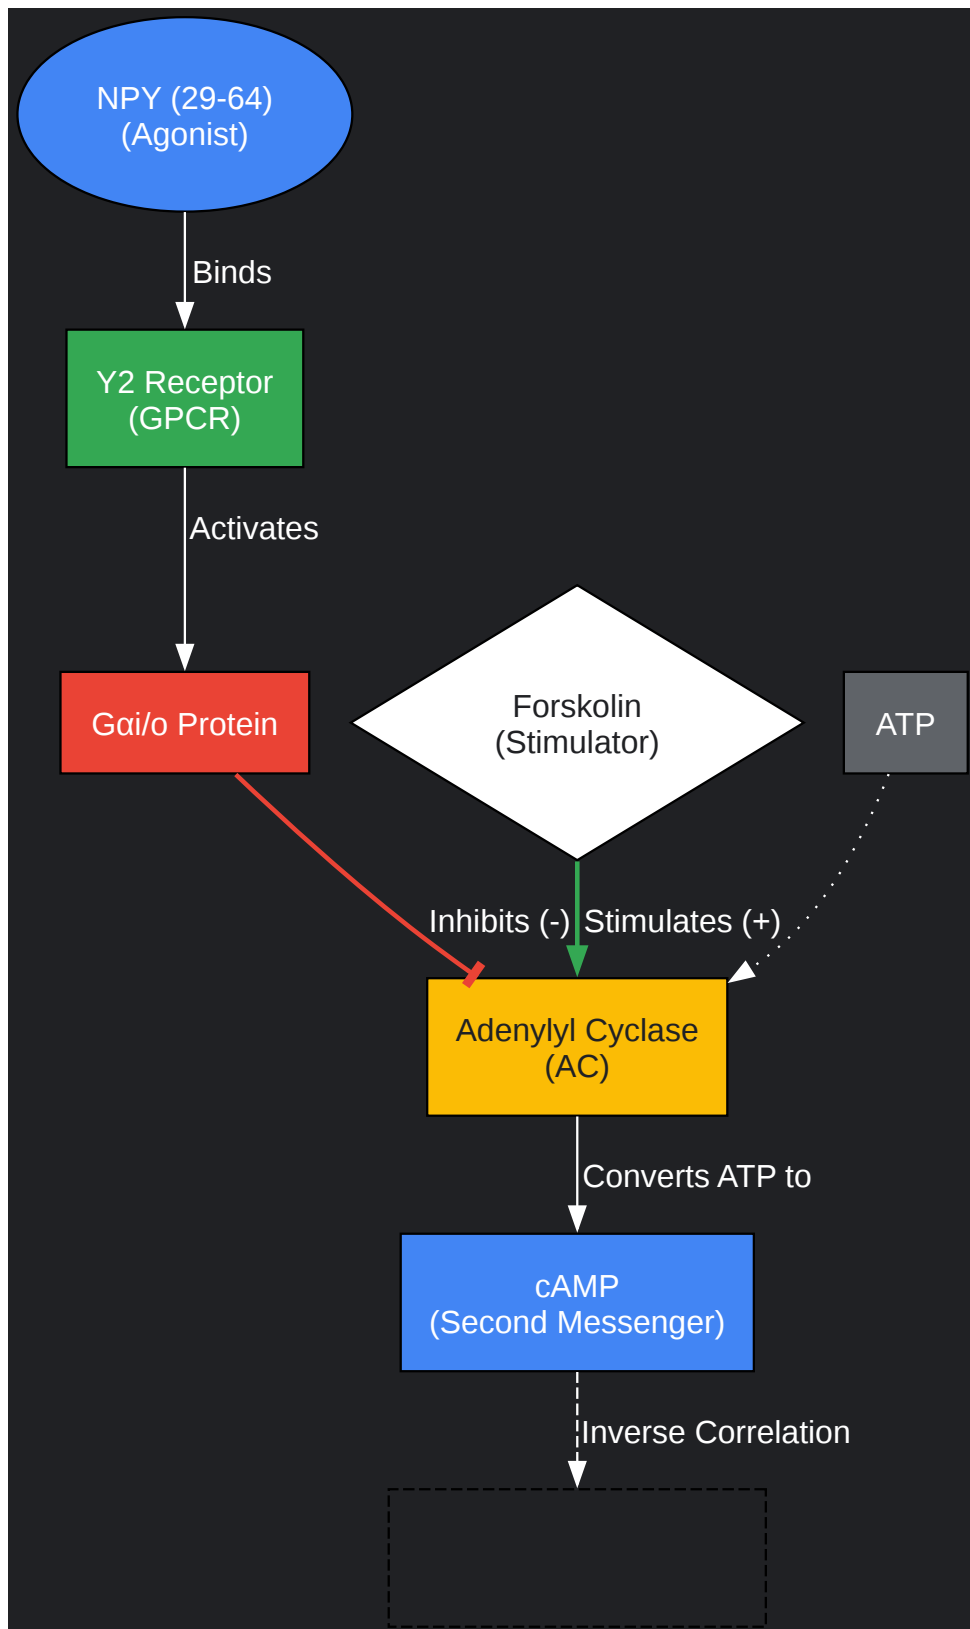 NPY (29-64)
(Agonist)
Binds
Y2 Receptor
(GPCR)
Activates
Gαi/o Protein
Forskolin
(Stimulator)
ATP
Inhibits (-)
Stimulates (+)
Adenylyl Cyclase
(AC)
Converts ATP to
cAMP
(Second Messenger)
Inverse Correlation